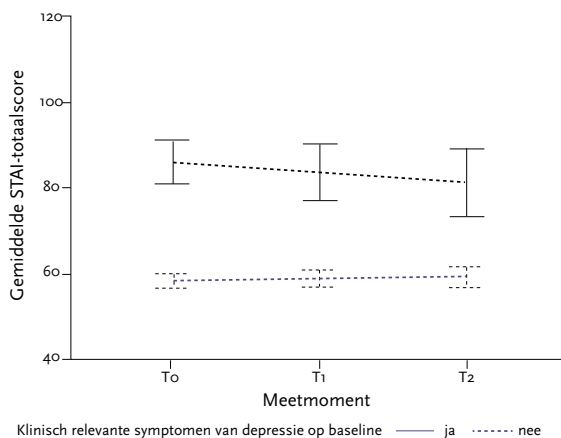 Gemiddelde STAI-totaalscore
120
100
80
60
40
T0 T1 T2
Meetmoment
Klinisch relevante symptomen van depressie op baseline ja nee